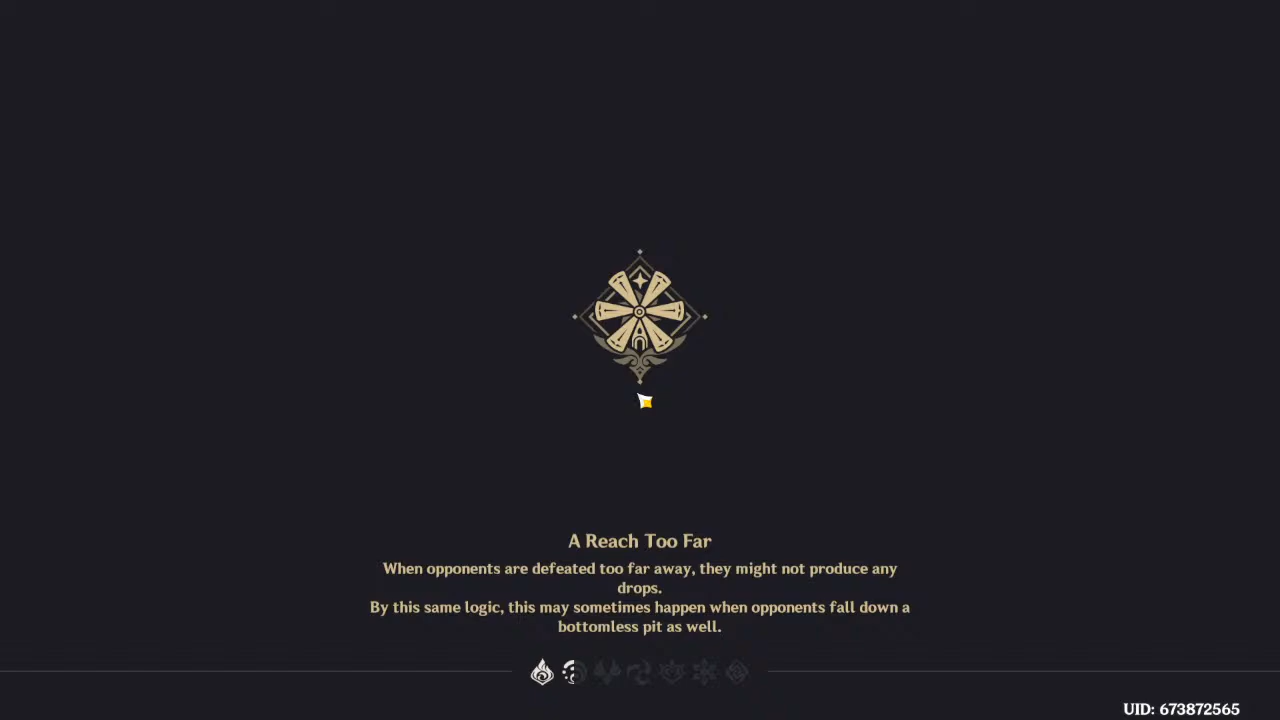 A Reach Too Far
When opponents are defeated too far away, they might not produce any
drops.
By this same logic, this may sometimes happen when opponents fall down a
bottomless pit as well.
UID: 673872565